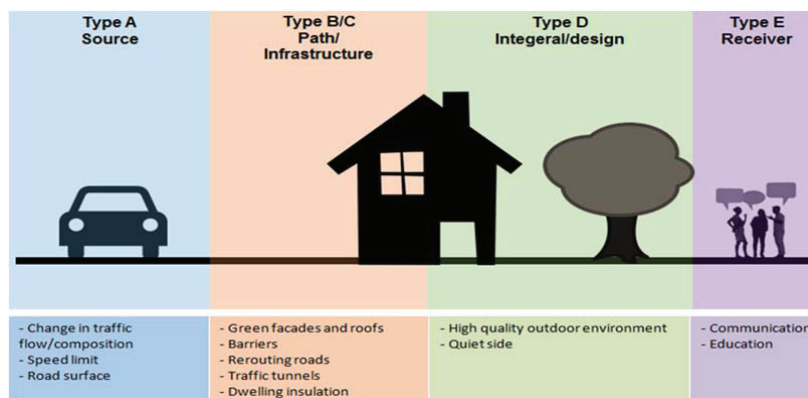 Type A
Source
Type B/C
Path/
Infrastructure
Type D
Integeral/design
Type E
Receiver
- Change in traffic
flow/composition
- Speed limit
- Road surface
- Green facades and roofs
- Barriers
- Rerouting roads
- Traffic tunnels
- Dwelling insulation
- High quality outdoor environment
- Quiet side
- Communication
- Education